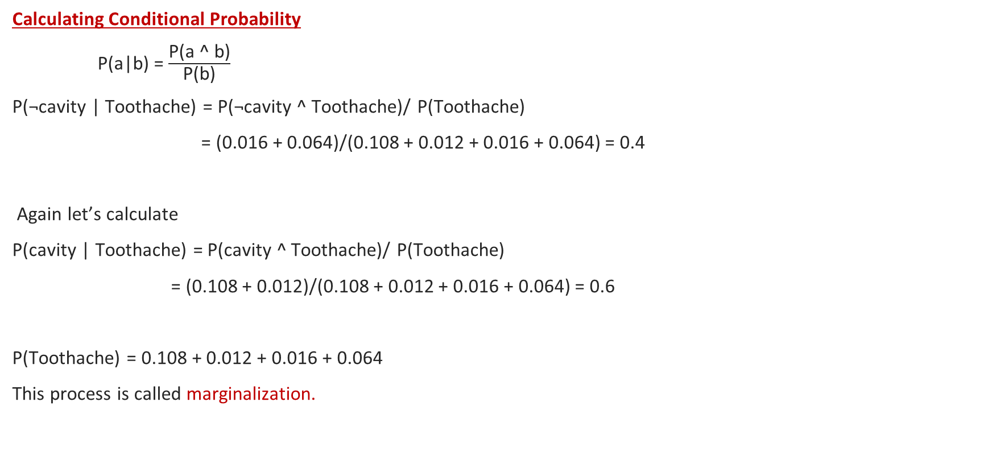 Calculating Conditional Probability
P(a|b) = P(a ^ b)
P(b)
P(¬cavity | Toothache) = P(¬cavity ^ Toothache)/ P(Toothache)
= (0.016 + 0.064)/(0.108 + 0.012 + 0.016 + 0.064) = 0.4
Again let’s calculate
P(cavity | Toothache) = P(cavity ^ Toothache)/ P(Toothache)
= (0.108 + 0.012)/(0.108 + 0.012 + 0.016 + 0.064) = 0.6
P(Toothache) = 0.108 + 0.012 + 0.016 + 0.064
This process is called marginalization.